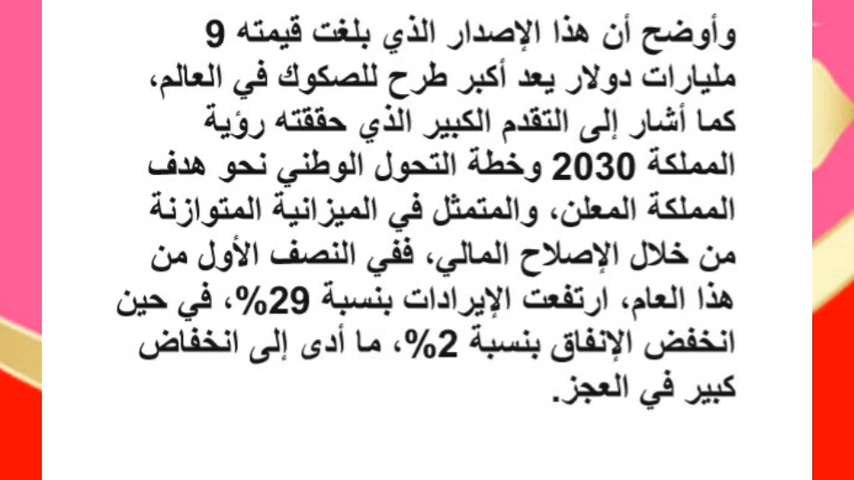 وأوضح أن هذا الإصدار الذي بلغت قيمته 9
مليارات دولار يعد أكبر طرح للصكوك في العالم،
كما أشار إلى التقدم الكبير الذي حققته رؤية
المملكة 2030 وخطة التحول الوطني نحو هدف
المملكة المعلن، والمتمثل في الميزانية المتوازنة
من خلال الإصلاح المالي، ففي النصف الأول من
هذا العام، ارتفعت الإيرادات بنسبة 29%، في حين
انخفض الإنفاق بنسبة 2%، ما أدى إلى انخفاض
كبير في العجز.